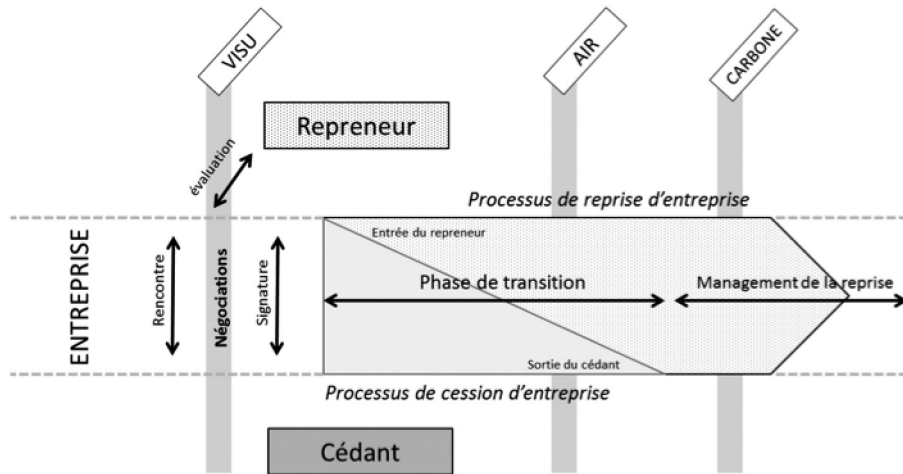 VISU
AIR
CARBONE
Repreneur
évaluation
Processus de reprise d’entreprise
ENTREPRISE
Rencontre
Négociations
Signature
Entrée du repreneur
Phase de transition
Management de la reprise
Sortie du cédant
Processus de cession d’entreprise
Cédant